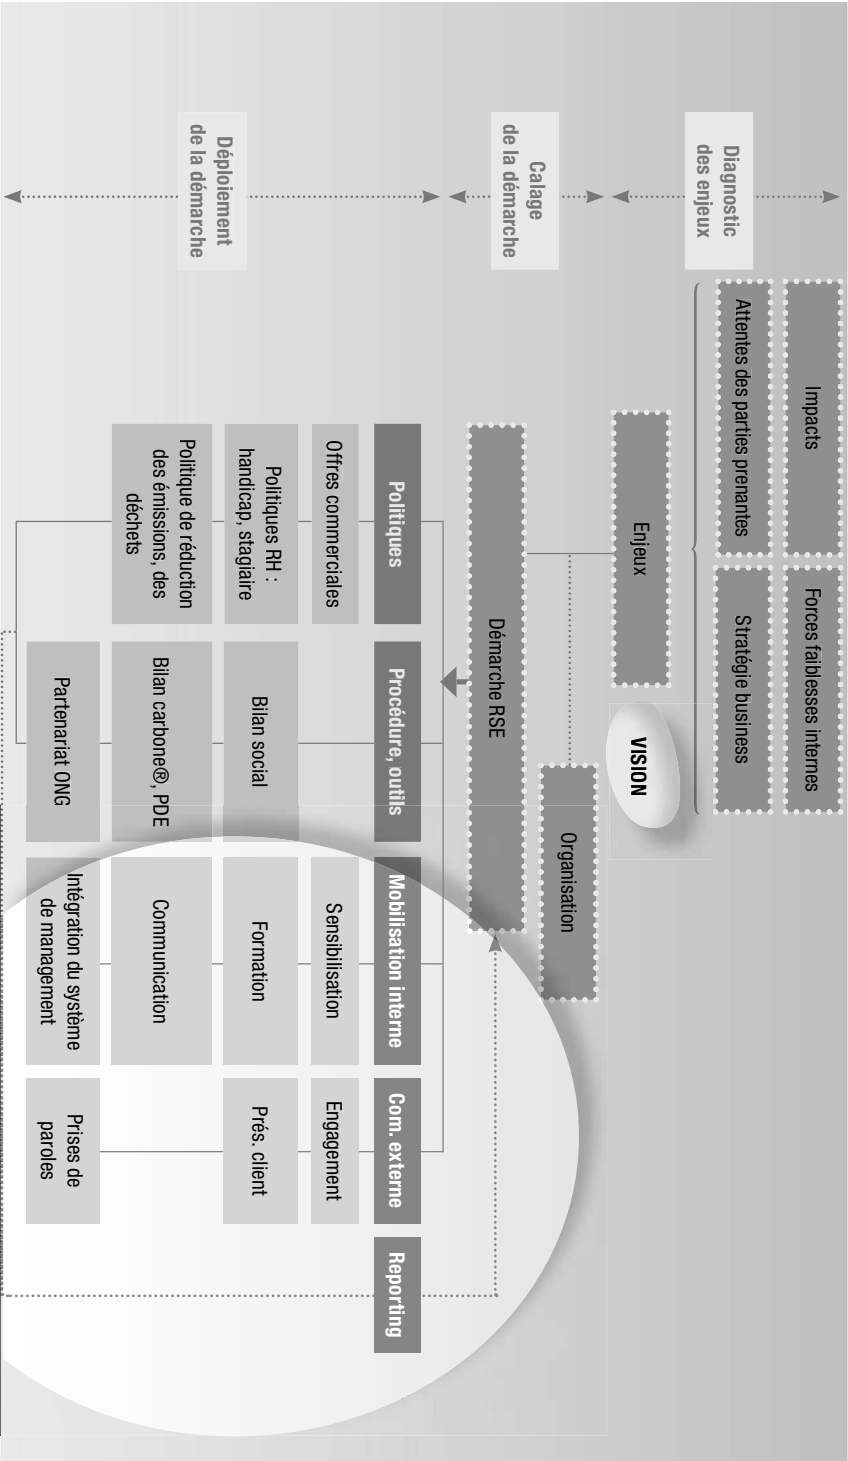 Diagnostic
des enjeux
Impacts
Forces faiblesses internes
Attentes des parties prenantes
Stratégie business
Enjeux
VISION
Calage
de la démarche
Organisation
Démarche RSE
Déploiement
de la démarche
Politiques
Offres commerciales
Politiques RH :
handicap, stagiaire
Politique de réduction
des émissions, des
déchets
Procédure, outils
Bilan social
Bilan carbone®, PDE
Partenariat ONG
Mobilisation interne
Sensibilisation
Formation
Communication
Intégration du système
de management
Com. externe
Engagement
Prés. client
Prises de
paroles
Reporting